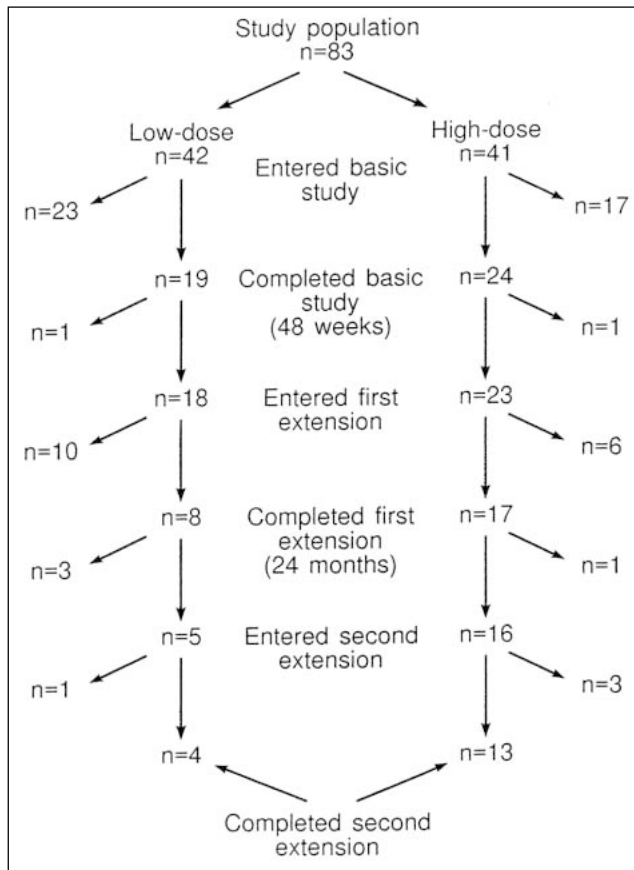 Study population
n=83
Low-dose
n=42
High-dose
n=41
Entered basic
study
n=23
n=17
n=19
Completed basic
study
(48 weeks)
n=24
n=1
n=1
n=18
Entered first
extension
n=23
n=10
n=6
n=8
Completed first
extension
(24 months)
n=17
n=3
n=1
n=5
Entered second
extension
n=16
n=1
n=3
n=4
n=13
Completed second
extension